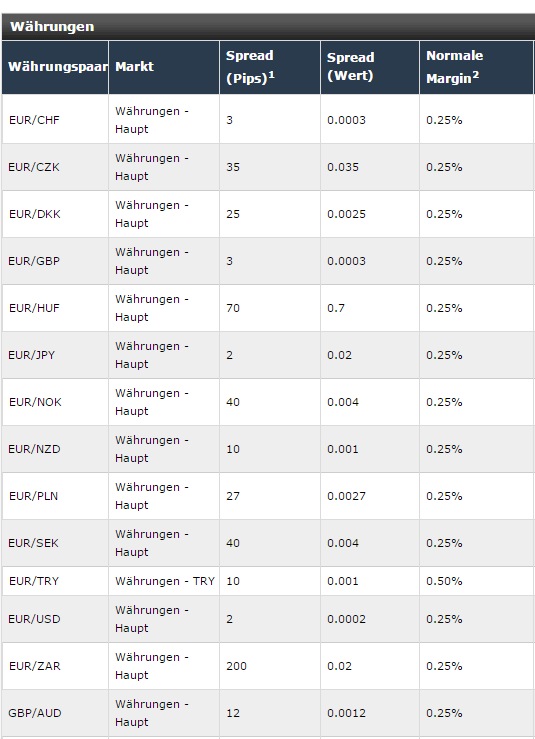 Währungen
Währungspaar Markt Spread (Pips)1 Spread (Wert) Normale Margin2
EUR/CHF Währungen - Haupt 3 0.0003 0.25%
EUR/CZK Währungen - Haupt 35 0.035 0.25%
EUR/DKK Währungen - Haupt 25 0.0025 0.25%
EUR/GBP Währungen - Haupt 3 0.0003 0.25%
EUR/HUF Währungen - Haupt 70 0.7 0.25%
EUR/JPY Währungen - Haupt 2 0.02 0.25%
EUR/NOK Währungen - Haupt 40 0.004 0.25%
EUR/NZD Währungen - Haupt 10 0.001 0.25%
EUR/PLN Währungen - Haupt 27 0.0027 0.25%
EUR/SEK Währungen - Haupt 40 0.004 0.25%
EUR/TRY Währungen - TRY 10 0.001 0.50%
EUR/USD Währungen - Haupt 2 0.0002 0.25%
EUR/ZAR Währungen - Haupt 200 0.02 0.25%
GBP/AUD Währungen - Haupt 12 0.0012 0.25%